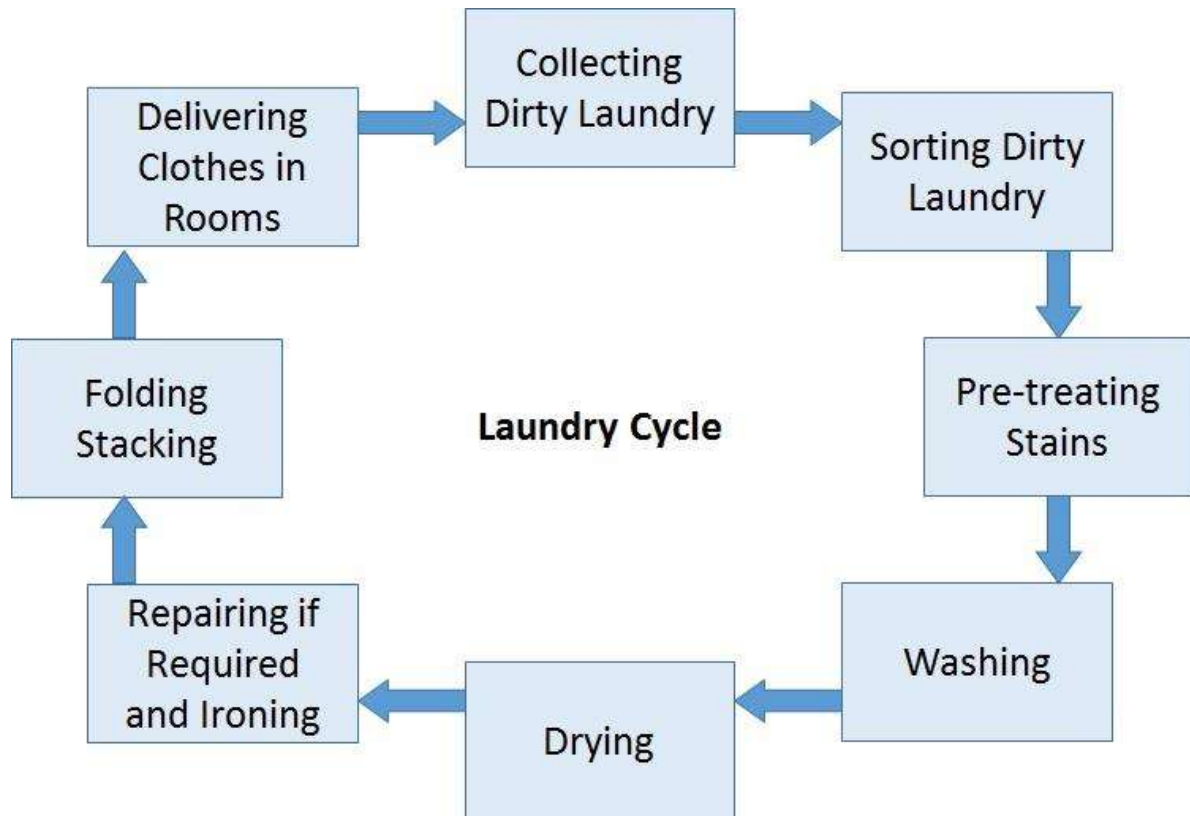 Collecting
Dirty Laundry
Sorting Dirty
Laundry
Pre-treating
Stains
Washing
Drying
Repairing if
Required
and Ironing
Folding
Stacking
Delivering
Clothes in
Rooms
Laundry Cycle